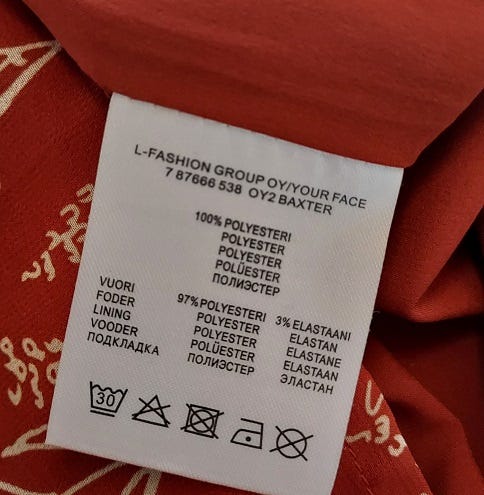 L-FASHION GROUP OY/YOUR FACE
7 87666 538 OY2 BAXTER
100% POLYESTERI
POLYESTER
POLYESTER
POLÜESTER
ПОЛИЭСТЕР
VUORI
FODER
LINING
VOODER
ПОДКЛАДКА
97% POLYESTERI
POLYESTER
POLYESTER
POLÜESTER
ПОЛИЭСТЕР
3% ELASTAANI
ELASTAN
ELASTANE
ELASTAAN
ЭЛАСТАН
30